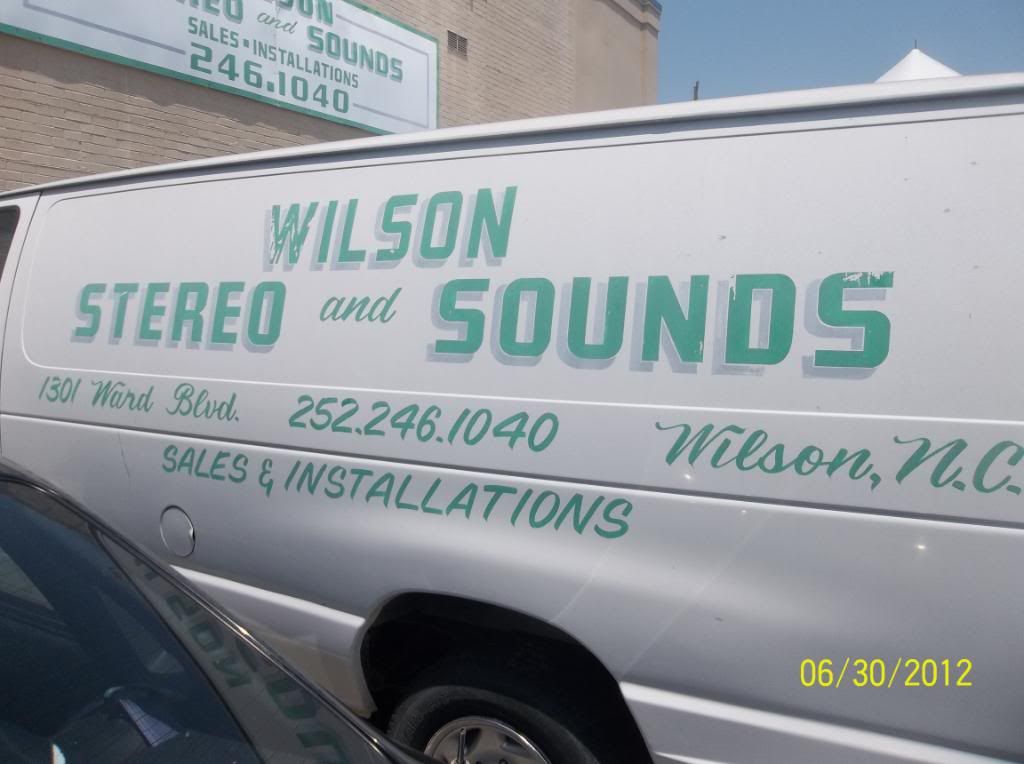 and SOUNDS
SALES • INSTALLATIONS
246.1040
WILSON
STEREO and SOUNDS
1301 Ward Blvd. 252.246.1040 Wilson, N.C.
SALES & INSTALLATIONS
06/30/2012